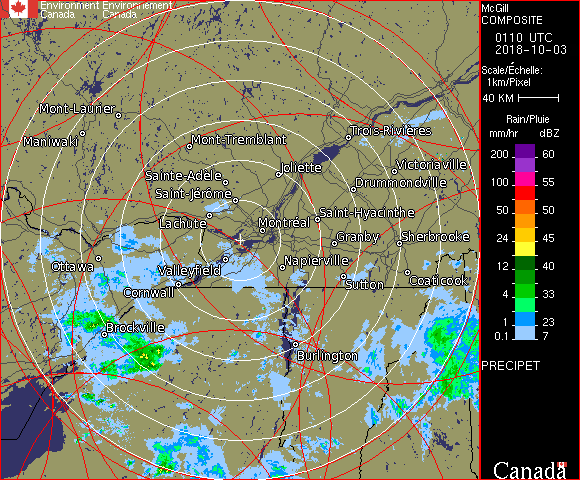 Environment Environnement
Canada Canada
McGill
COMPOSITE
0110 UTC
2018-10-03
Scale/Échelle:
1km/Pixel
40 KM
Rain/Pluie
mm/hr dBZ
200 60
100 55
50 50
24 45
12 40
4 33
1 23
0.1 7
PRECIPET
Canada
Mont-Laurier
Maniwaki
Mont-Tremblant
Trois-Rivières
Sainte-Adèle
Joliette
Victoriaville
Saint-Jérôme
Drummondville
Lachute
Saint-Hyacinthe
Montréal
Granby
Sherbrooke
Ottawa
Valleyfield
Napierville
Cornwall
Sutton
Coaticook
Brockville
Burlington